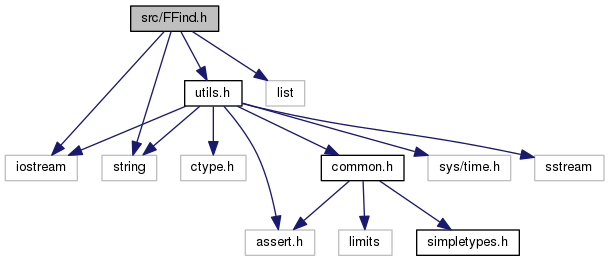 src/FFind.h
utils.h
list
iostream
string
ctype.h
common.h
sys/time.h
sstream
assert.h
limits
simpletypes.h